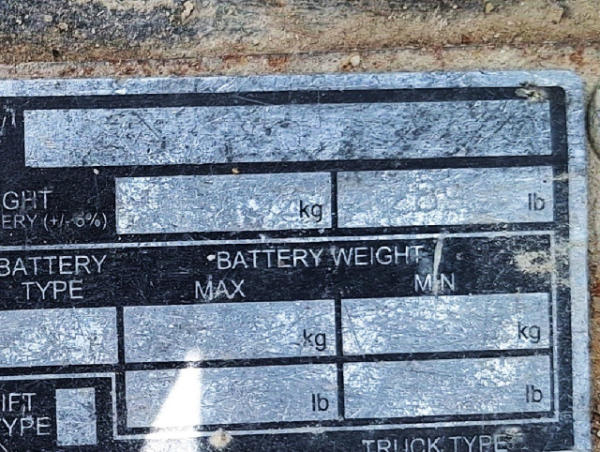 GHT kg lb
ERY (+/-5%)
BATTERY TYPE
BATTERY WEIGHT
MAX MIN
kg kg
lb lb
IFT
YPE
TRUCK TYPE